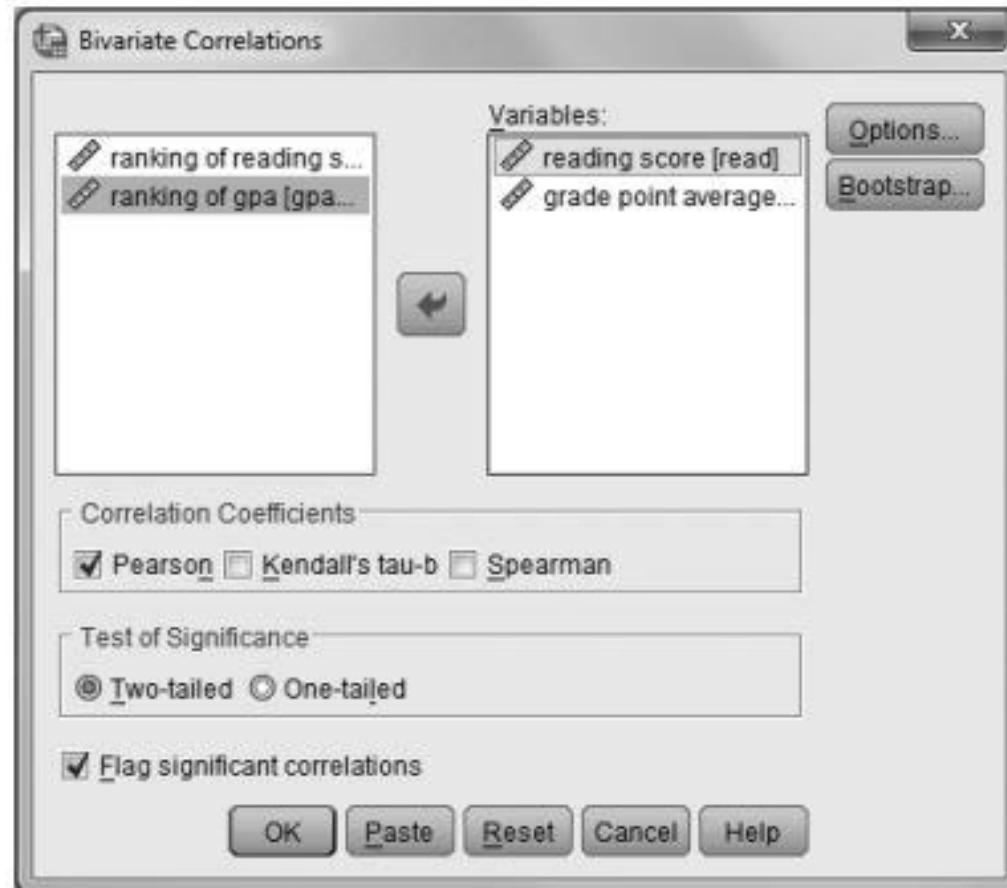 Bivariate Correlations
x
Variables:
ranking of reading s...
ranking of gpa [gpa...
reading score [read]
grade point average...
Options...
Bootstrap...
Correlation Coefficients
Pearson Kendall's tau-b Spearman
Test of Significance
Two-tailed One-tailed
Flag significant correlations
OK Paste Reset Cancel Help